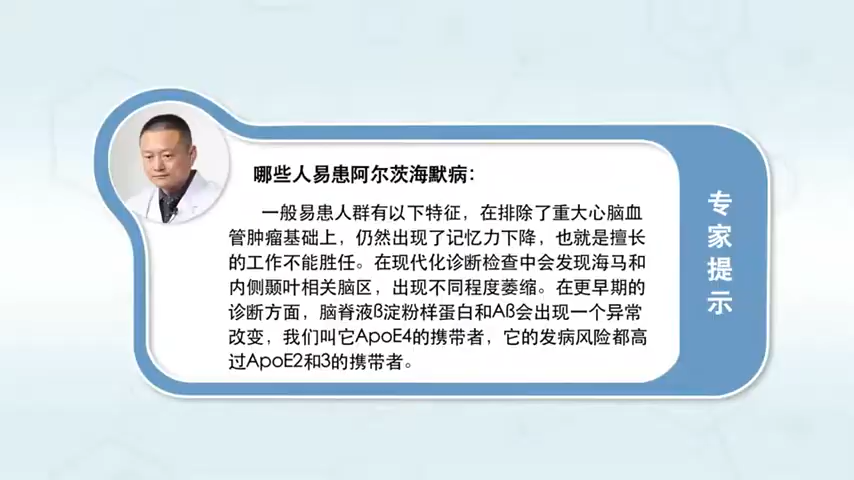 哪些人易患阿尔茨海默病：
一般易患人群有以下特征，在排除了重大心脑血
管肿瘤基础上，仍然出现了记忆力下降，也就是擅长
的工作不能胜任。在现代化诊断检查中会发现海马和
内侧颞叶相关脑区，出现不同程度萎缩。在更早期的
诊断方面，脑脊液ß淀粉样蛋白和Aß会出现一个异常
改变，我们叫它ApoE4的携带者，它的发病风险都高
过ApoE2和3的携带者。
专家提示